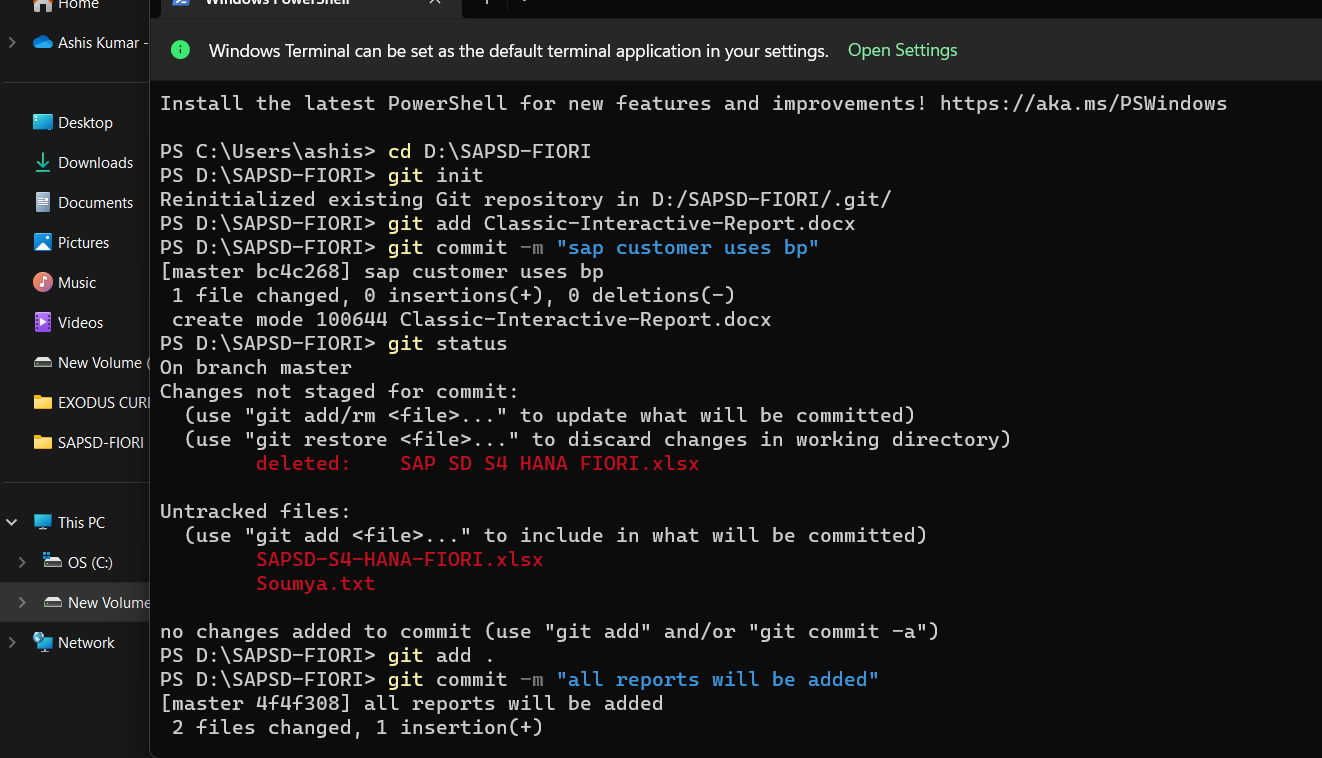 Home
Windows PowerShell
Ashis Kumar -
Windows Terminal can be set as the default terminal application in your settings. Open Settings
Desktop
Downloads
Documents
Pictures
Music
Videos
New Volume (
EXODUS CUR
SAPSD-FIORI
This PC
OS (C:)
New Volume
Network
Install the latest PowerShell for new features and improvements! https://aka.ms/PSWindows
PS C:\Users\ashis> cd D:\SAPSD-FIORI
PS D:\SAPSD-FIORI> git init
Reinitialized existing Git repository in D:/SAPSD-FIORI/.git/
PS D:\SAPSD-FIORI> git add Classic-Interactive-Report.docx
PS D:\SAPSD-FIORI> git commit -m "sap customer uses bp"
[master bc4c268] sap customer uses bp
 1 file changed, 0 insertions(+), 0 deletions(-)
 create mode 100644 Classic-Interactive-Report.docx
PS D:\SAPSD-FIORI> git status
On branch master
Changes not staged for commit:
  (use "git add/rm <file>..." to update what will be committed)
  (use "git restore <file>..." to discard changes in working directory)
        deleted:    SAP SD S4 HANA FIORI.xlsx
Untracked files:
  (use "git add <file>..." to include in what will be committed)
        SAPSD-S4-HANA-FIORI.xlsx
        Soumya.txt
no changes added to commit (use "git add" and/or "git commit -a")
PS D:\SAPSD-FIORI> git add .
PS D:\SAPSD-FIORI> git commit -m "all reports will be added"
[master 4f4f308] all reports will be added
 2 files changed, 1 insertion(+)